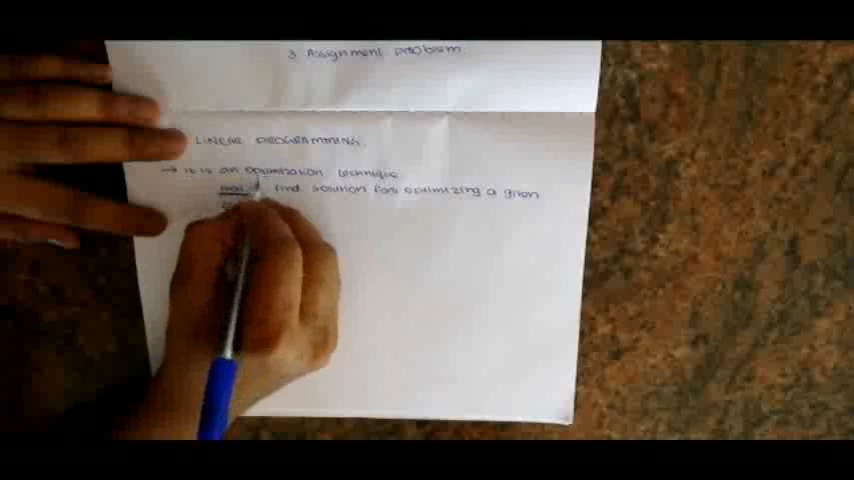 3 Assignment problem.
LINEAR PROGRAMMING
→ it is an optimization technique
find solution for optimizing a given